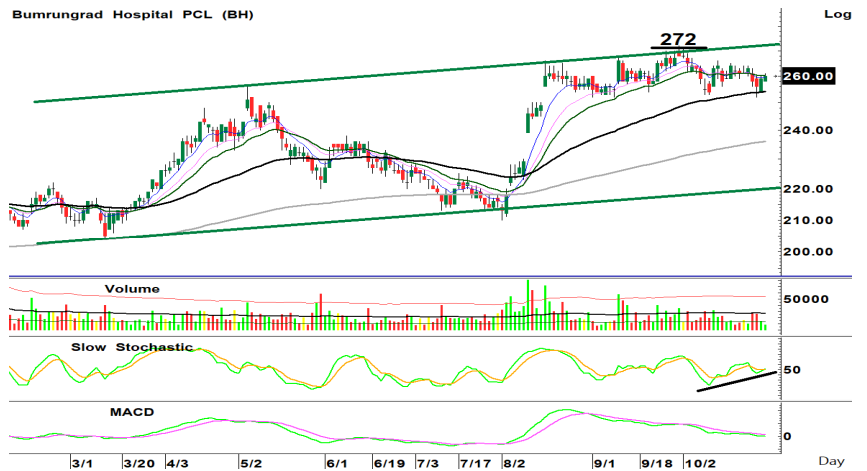 Bumrungrad Hospital PCL (BH)
Log
272
260.00
240.00
220.00
210.00
200.00
Volume
50000
Slow Stochastic
50
MACD
0
3/1 3/20 4/3 5/2 6/1 6/19 7/3 7/17 8/2 9/1 9/18 10/2 Day